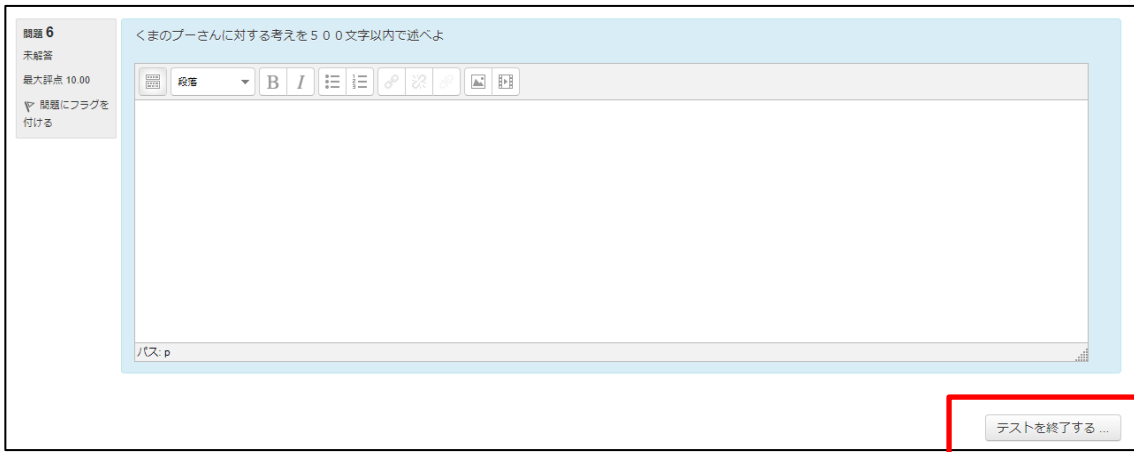 問題 6
未解答
最大評点 10.00
問題にフラグを
付ける
くまのプーさんに対する考えを５００文字以内で述べよ
段落
B I
パス: p
テストを終了する ...